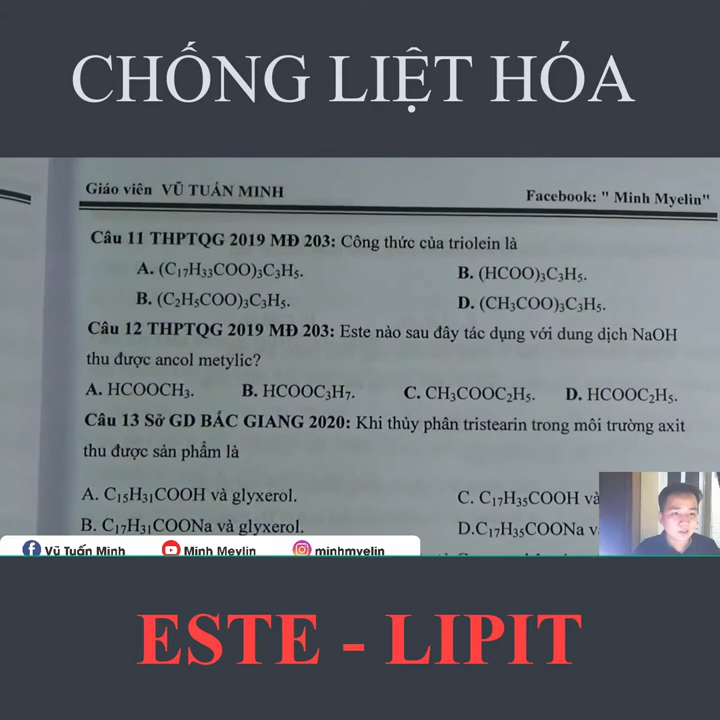 CHỐNG LIỆT HÓA
Giáo viên VŨ TUẤN MINH
Facebook: " Minh Myelin"
Câu 11 THPTQG 2019 MĐ 203: Công thức của triolein là
A. (C₁₇H₃₃COO)₃C₃H₅. B. (HCOO)₃C₃H₅.
B. (C₂H₅COO)₃C₃H₅. D. (CH₃COO)₃C₃H₅.
Câu 12 THPTQG 2019 MĐ 203: Este nào sau đây tác dụng với dung dịch NaOH
thu được ancol metylic?
A. HCOOCH₃. B. HCOOC₃H₇. C. CH₃COOC₂H₅. D. HCOOC₂H₅.
Câu 13 Sở GD BẮC GIANG 2020: Khi thủy phân tristearin trong môi trường axit
thu được sản phẩm là
A. C₁₅H₃₁COOH và glyxerol. C. C₁₇H₃₅COOH và
B. C₁₇H₃₁COONa và glyxerol. D.C₁₇H₃₅COONa v
Vũ Tuấn Minh Minh Meylin minhmyelin
ESTE - LIPIT